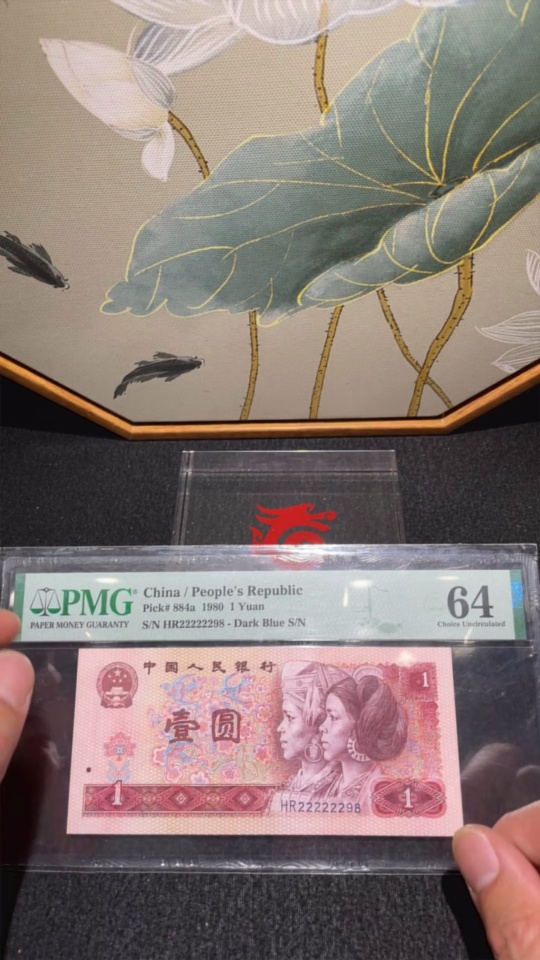 PMG
PAPER MONEY GUARANTY
China / People's Republic
Pick# 884a 1980 1 Yuan
S/N HR22222298 - Dark Blue S/N
64
Choice Uncirculated
中国人民银行
1
壹圆
1
HR22222298
1